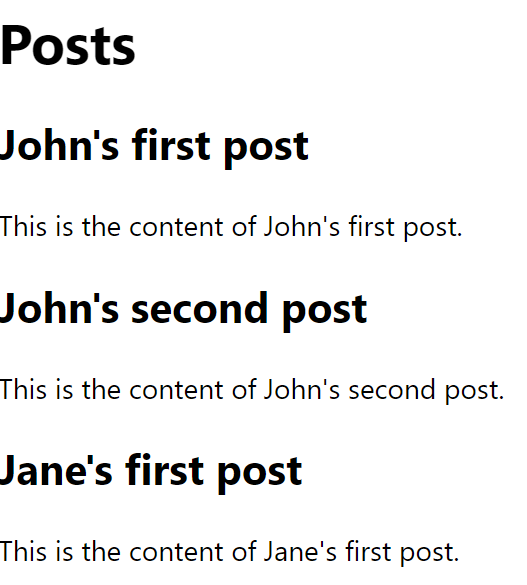 Posts
John's first post
This is the content of John's first post.
John's second post
This is the content of John's second post.
Jane's first post
This is the content of Jane's first post.